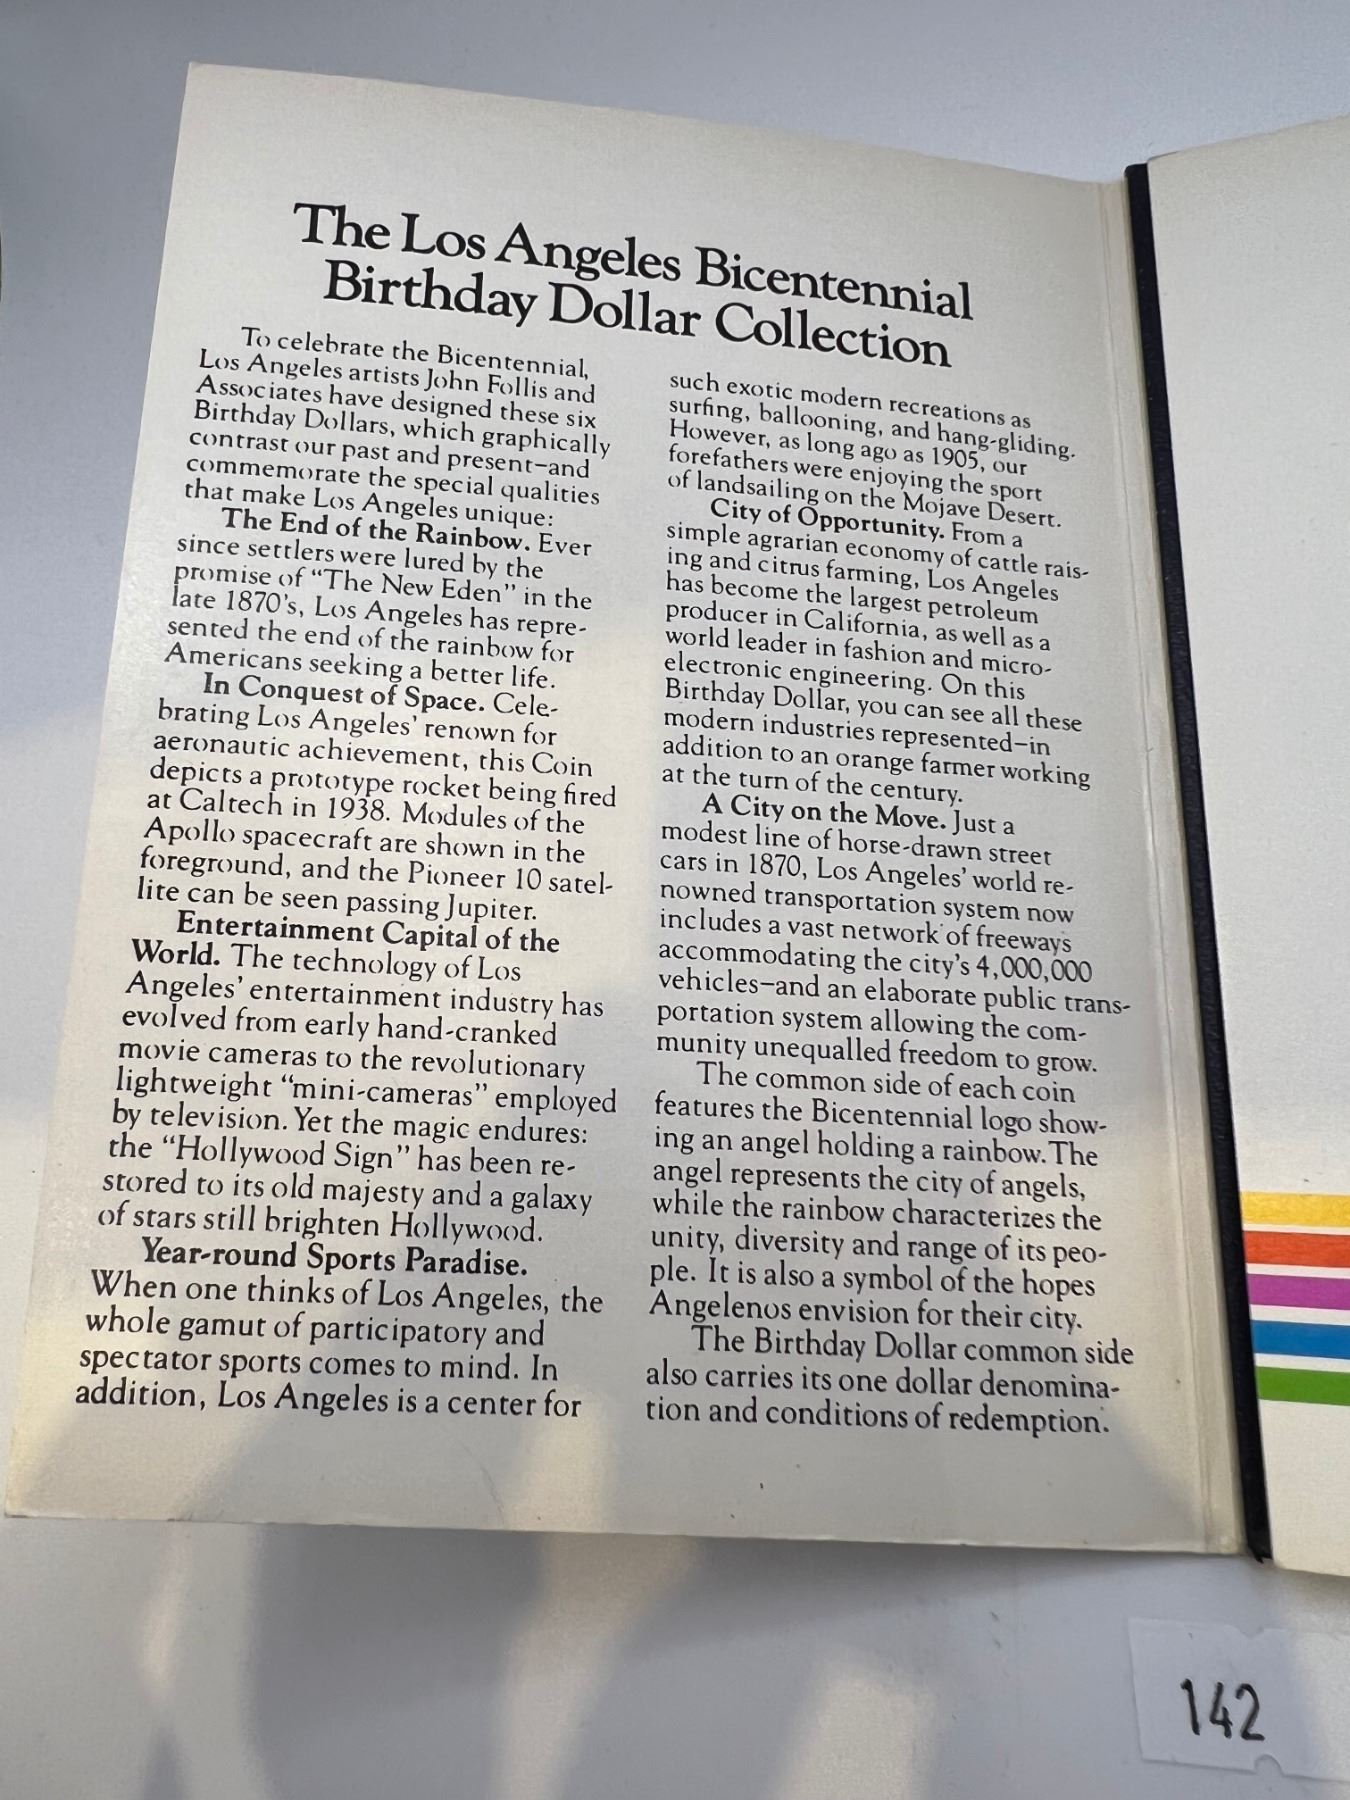 The Los Angeles Bicentennial
Birthday Dollar Collection
To celebrate the Bicentennial,
Los Angeles artists John Follis and
Associates have designed these six
Birthday Dollars, which graphically
contrast our past and present–and
commemorate the special qualities
that make Los Angeles unique:
The End of the Rainbow. Ever
since settlers were lured by the
promise of “The New Eden” in the
late 1870's, Los Angeles has repre-
sented the end of the rainbow for
Americans seeking a better life.
In Conquest of Space. Cele-
brating Los Angeles' renown for
aeronautic achievement, this Coin
depicts a prototype rocket being fired
at Caltech in 1938. Modules of the
Apollo spacecraft are shown in the
foreground, and the Pioneer 10 satel-
lite can be seen passing Jupiter.
Entertainment Capital of the
World. The technology of Los
Angeles' entertainment industry has
evolved from early hand-cranked
movie cameras to the revolutionary
lightweight “mini-cameras” employed
by television. Yet the magic endures:
the “Hollywood Sign” has been re-
stored to its old majesty and a galaxy
of stars still brighten Hollywood.
Year-round Sports Paradise.
When one thinks of Los Angeles, the
whole gamut of participatory and
spectator sports comes to mind. In
addition, Los Angeles is a center for
such exotic modern recreations as
surfing, ballooning, and hang-gliding.
However, as long ago as 1905, our
forefathers were enjoying the sport
of landsailing on the Mojave Desert.
City of Opportunity. From a
simple agrarian economy of cattle rais-
ing and citrus farming, Los Angeles
has become the largest petroleum
producer in California, as well as a
world leader in fashion and micro-
electronic engineering. On this
Birthday Dollar, you can see all these
modern industries represented–in
addition to an orange farmer working
at the turn of the century.
A City on the Move. Just a
modest line of horse-drawn street
cars in 1870, Los Angeles' world re-
nowned transportation system now
includes a vast network of freeways
accommodating the city's 4,000,000
vehicles–and an elaborate public trans-
portation system allowing the com-
munity unequalled freedom to grow.
The common side of each coin
features the Bicentennial logo show-
ing an angel holding a rainbow. The
angel represents the city of angels,
while the rainbow characterizes the
unity, diversity and range of its peo-
ple. It is also a symbol of the hopes
Angelenos envision for their city.
The Birthday Dollar common side
also carries its one dollar denomina-
tion and conditions of redemption.
142